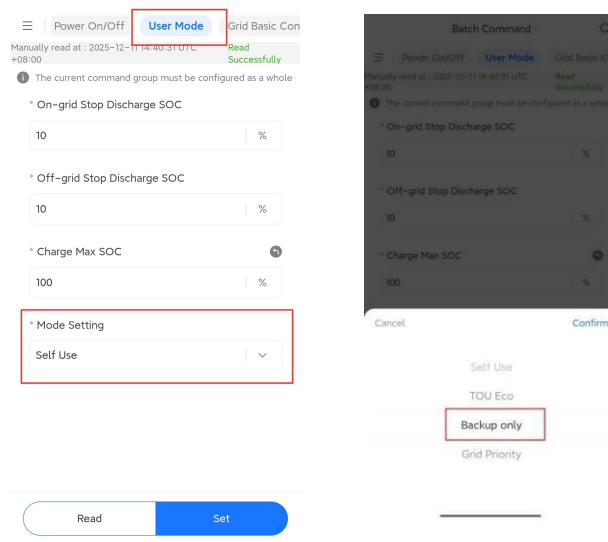 Power On/Off User Mode Grid Basic Con
Manually read at : 2025-12-11 14:40:31 UTC +08:00
Read Successfully
The current command group must be configured as a whole
* On-grid Stop Discharge SOC
10 %
* Off-grid Stop Discharge SOC
10 %
* Charge Max SOC
100 %
* Mode Setting
Self Use
Read Set
Batch Command
Power On/Off User Mode Grid Basic C
Manually read at : 2025-12-11 14:40:31 UTC +08:00
Read Successfully
The current command group must be configured as a whole
* On-grid Stop Discharge SOC
10 %
* Off-grid Stop Discharge SOC
10 %
* Charge Max SOC
100 %
Cancel Confirm
Self Use
TOU Eco
Backup only
Grid Priority